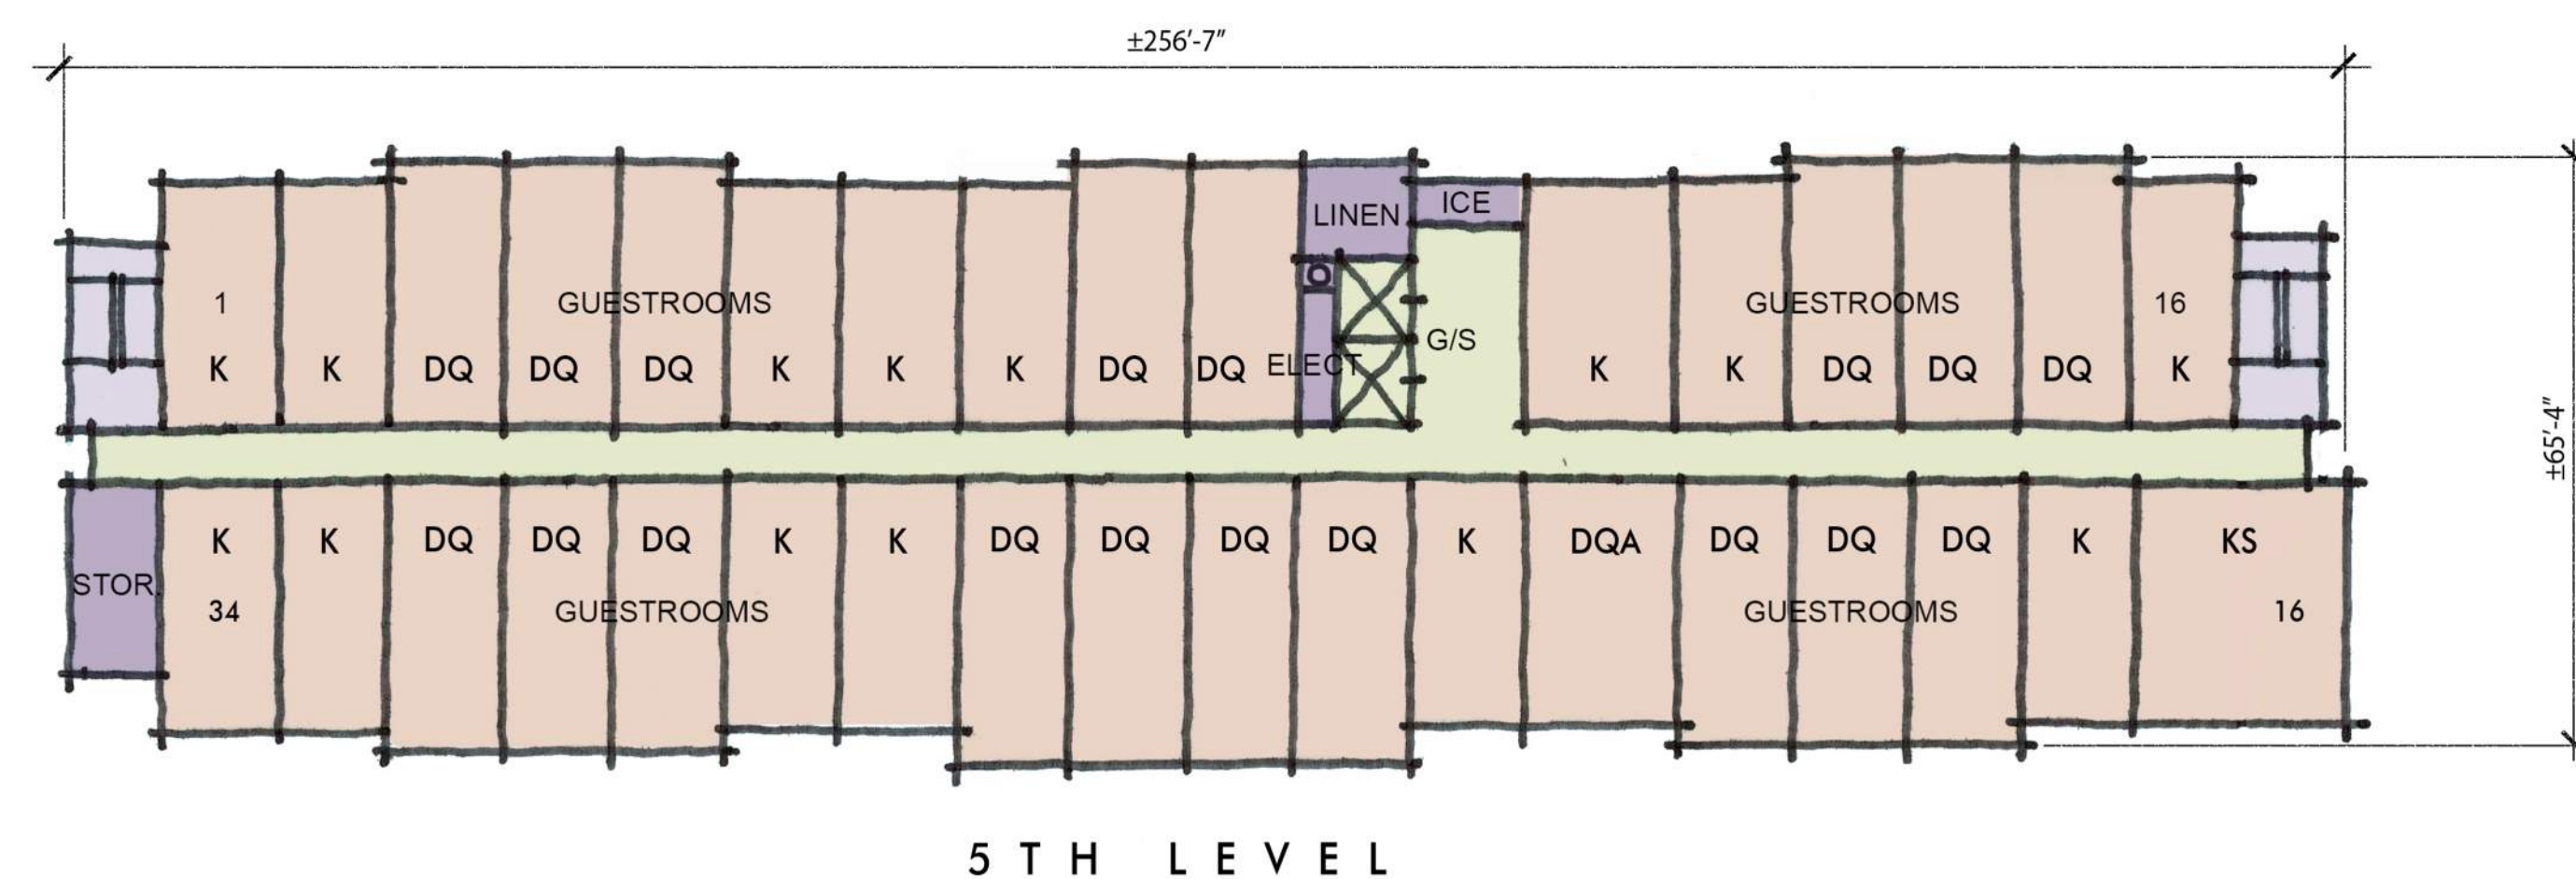 ±256'-7"
LINEN
ICE
1
GUESTROOMS
GUESTROOMS
16
G/S
K K DQ DQ DQ K K K DQ DQ ELECT K K DQ DQ DQ K
±65'-4"
K K DQ DQ DQ K K DQ DQ DQ DQ K DQA DQ DQ DQ K KS
STOR.
34
GUESTROOMS
GUESTROOMS
16
5TH LEVEL